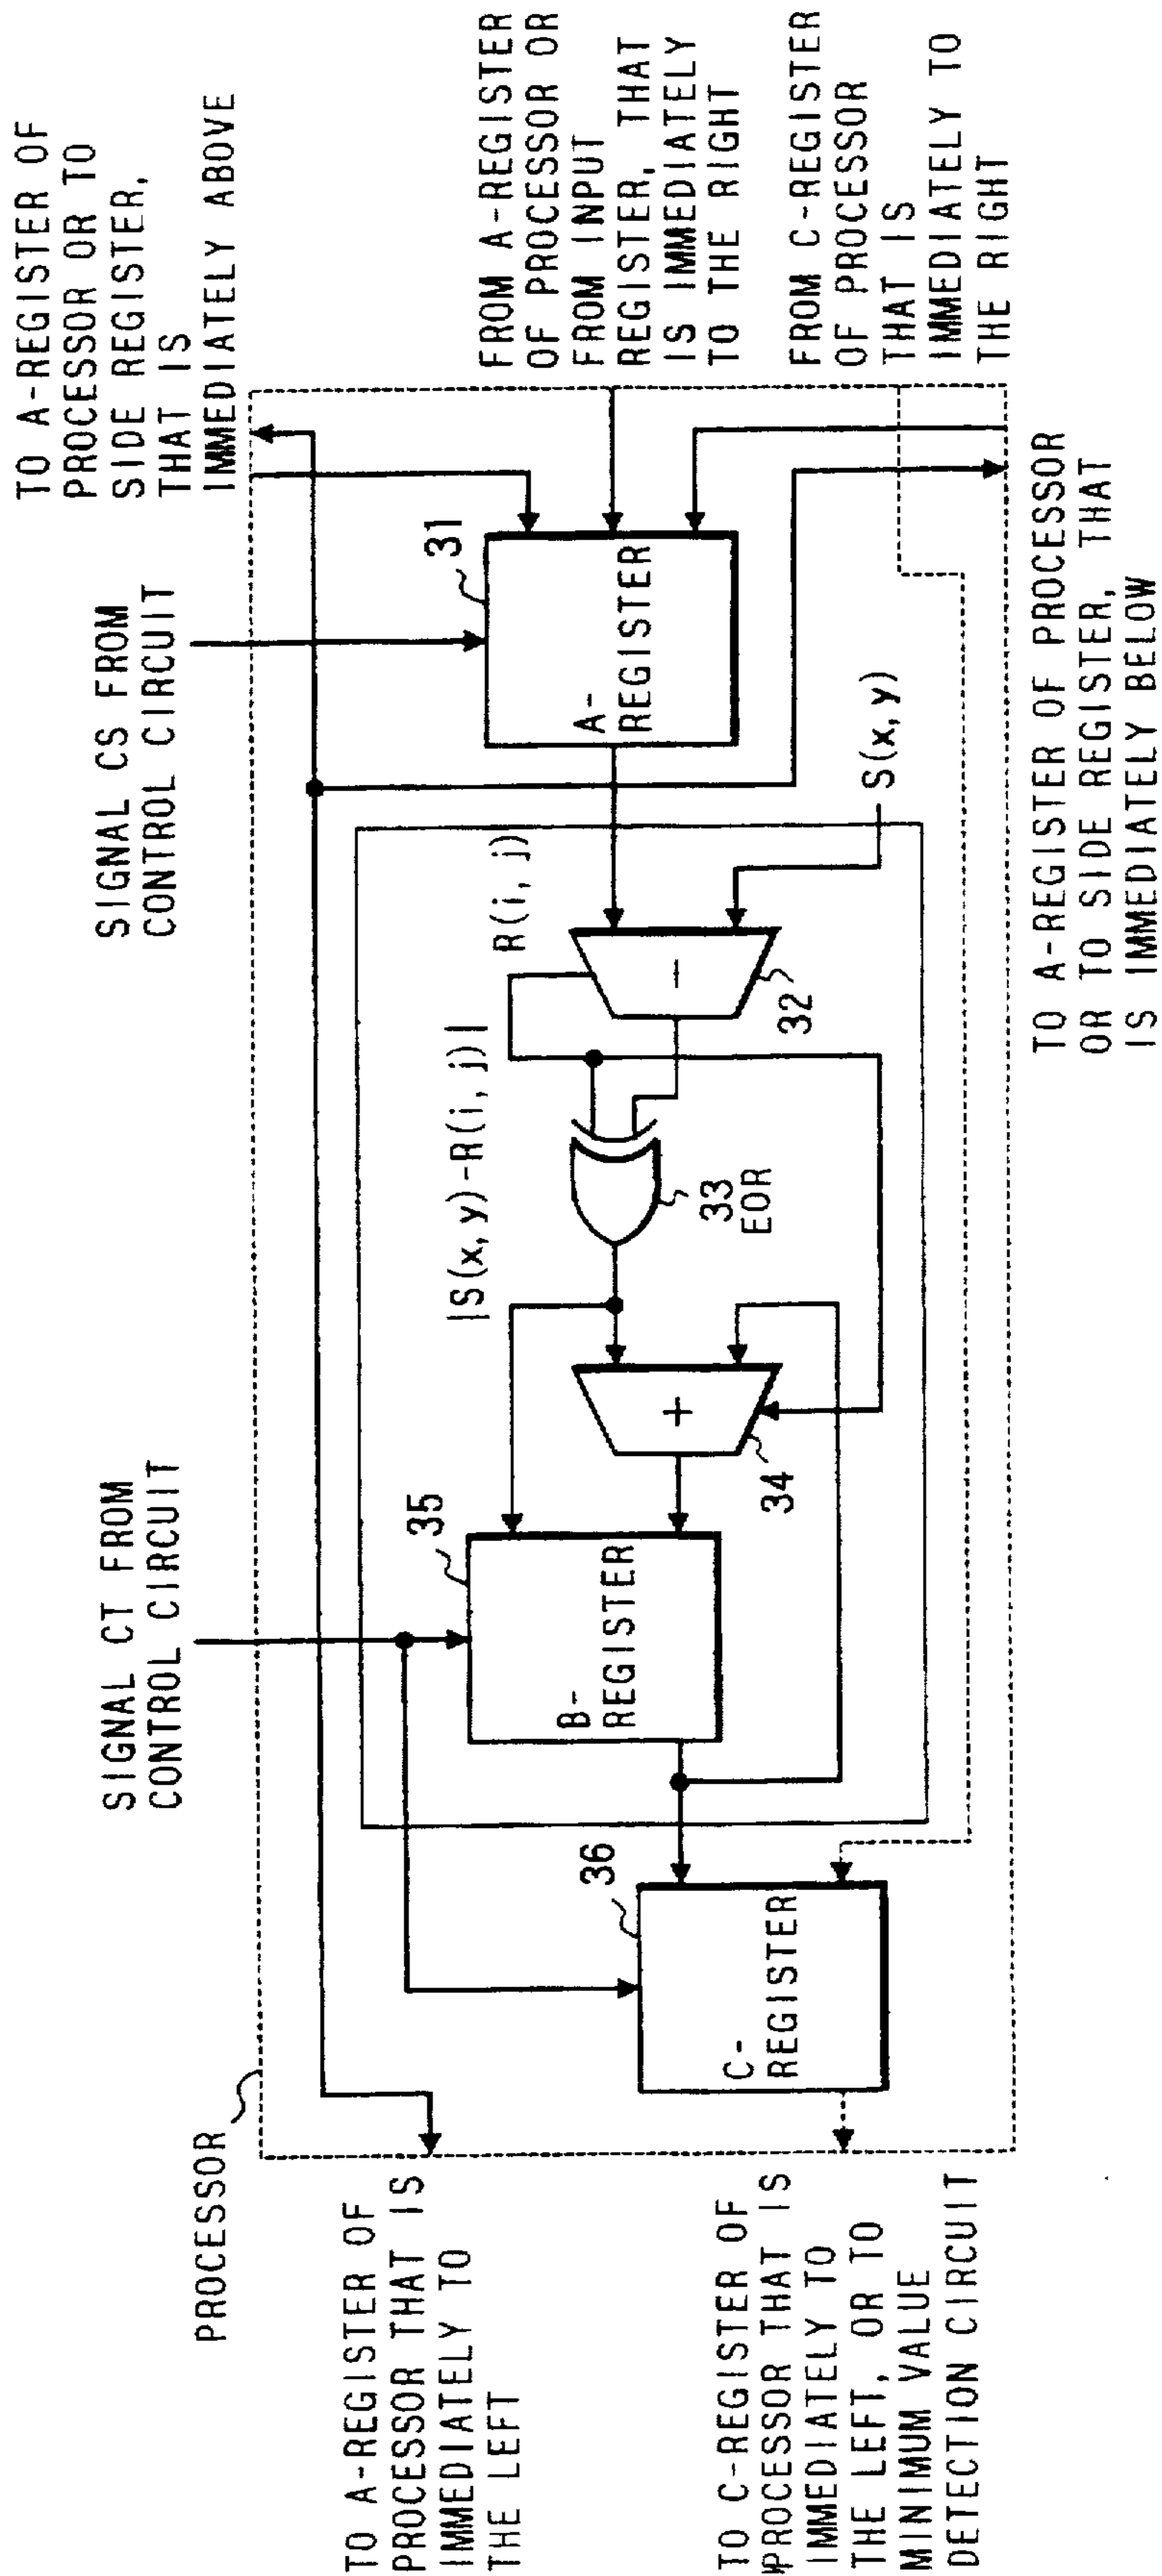 PROCESSOR
SIGNAL CT FROM
CONTROL CIRCUIT
SIGNAL CS FROM
CONTROL CIRCUIT
TO A-REGISTER OF
PROCESSOR OR TO
SIDE REGISTER,
THAT IS
IMMEDIATELY ABOVE
TO A-REGISTER OF
PROCESSOR THAT IS
IMMEDIATELY TO
THE LEFT
TO C-REGISTER OF
PROCESSOR THAT IS
IMMEDIATELY TO
THE LEFT, OR TO
MINIMUM VALUE
DETECTION CIRCUIT
36
C-
REGISTER
35
B-
REGISTER
|S(x, y)-R(i, j)|
+
34
33
EOR
R(i, j)
−
32
S(x, y)
31
A-
REGISTER
FROM A-REGISTER
OF PROCESSOR OR
FROM INPUT
REGISTER, THAT
IS IMMEDIATELY
TO THE RIGHT
FROM C-REGISTER
OF PROCESSOR
THAT IS
IMMEDIATELY TO
THE RIGHT
TO A-REGISTER OF PROCESSOR
OR TO SIDE REGISTER, THAT
IS IMMEDIATELY BELOW